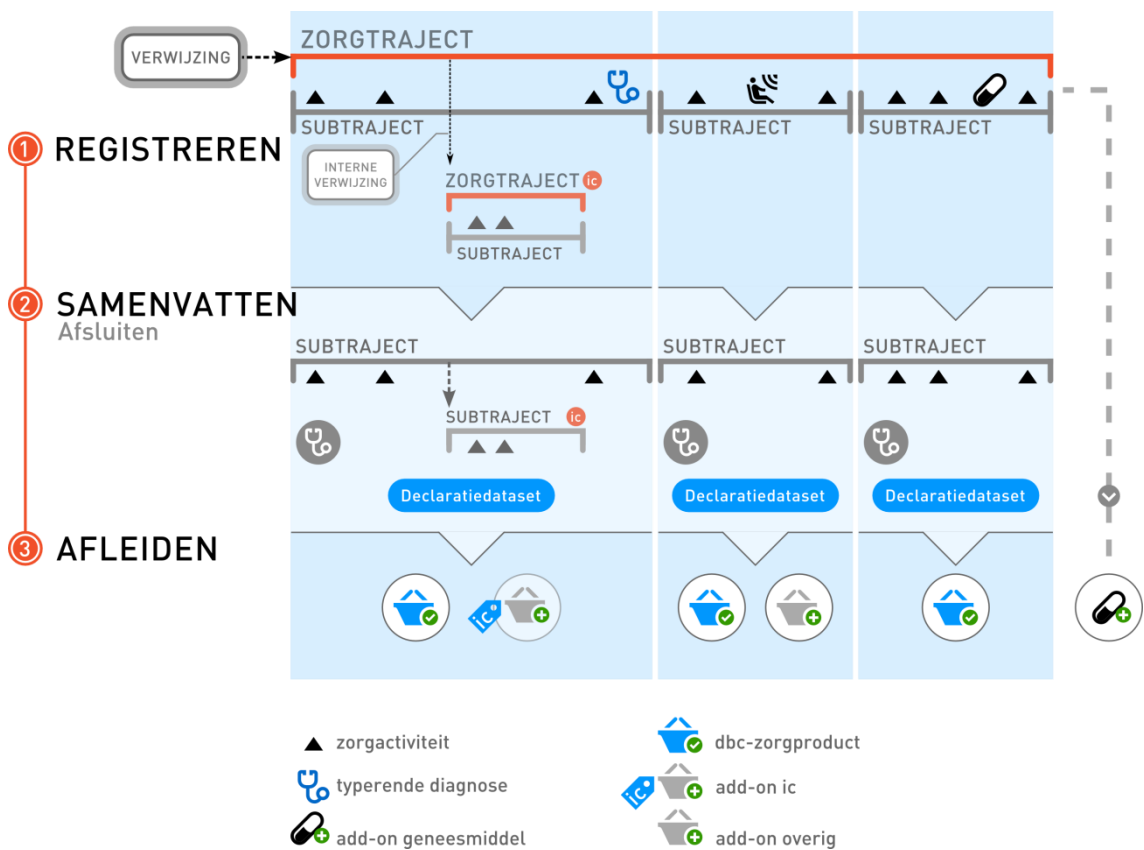 ZORGTRAJECT
VERWIJZING
SUBTRAJECT
SUBTRAJECT
SUBTRAJECT
1 REGISTREREN
INTERNE
VERWIJZING
ZORGTRAJECT ic
SUBTRAJECT
2 SAMENVATTEN
Afsluiten
SUBTRAJECT
SUBTRAJECT
SUBTRAJECT
SUBTRAJECT ic
Declaratiedataset
Declaratiedataset
Declaratiedataset
3 AFLEIDEN
ic
zorgactiviteit
typerende diagnose
add-on geneesmiddel
dbc-zorgproduct
ic add-on ic
add-on overig